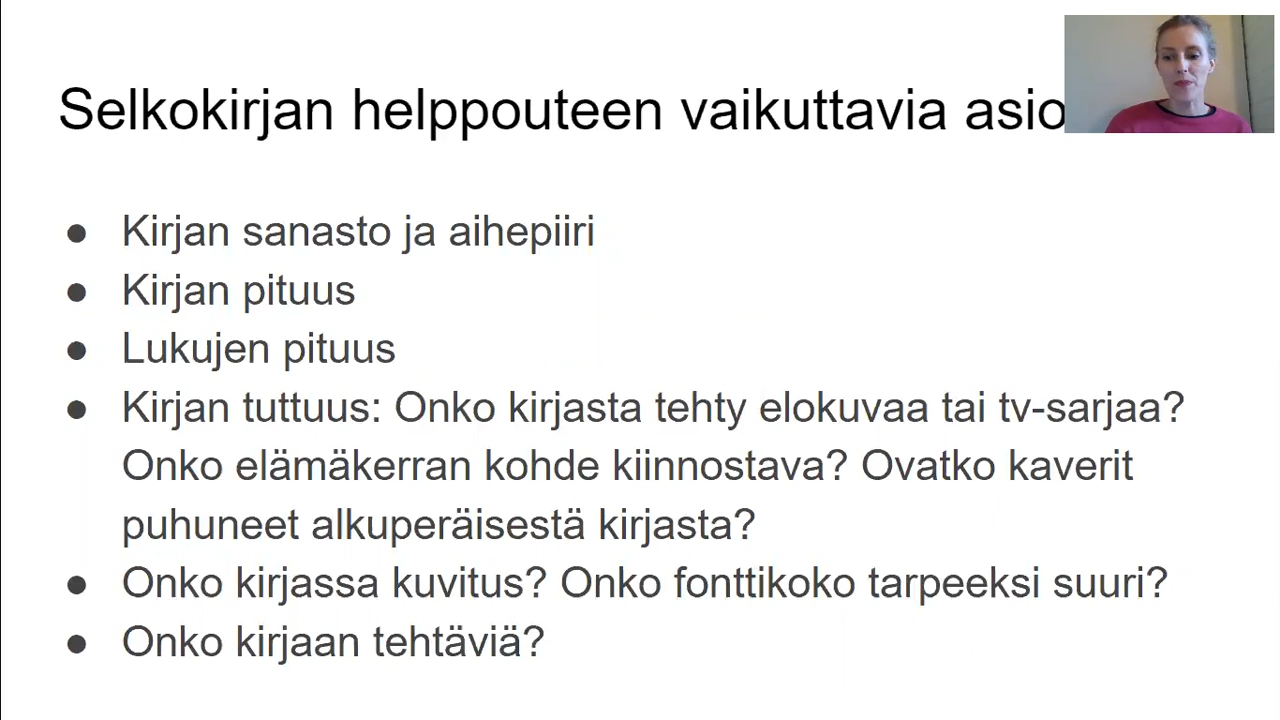 Selkokirjan helppouteen vaikuttavia
● Kirjan sanasto ja aihepiiri
● Kirjan pituus
● Lukujen pituus
● Kirjan tuttuus: Onko kirjasta tehty elokuvaa tai tv-sarjaa?
Onko elämäkerran kohde kiinnostava? Ovatko kaverit
puhuneet alkuperäisestä kirjasta?
● Onko kirjassa kuvitus? Onko fonttikoko tarpeeksi suuri?
● Onko kirjaan tehtäviä?